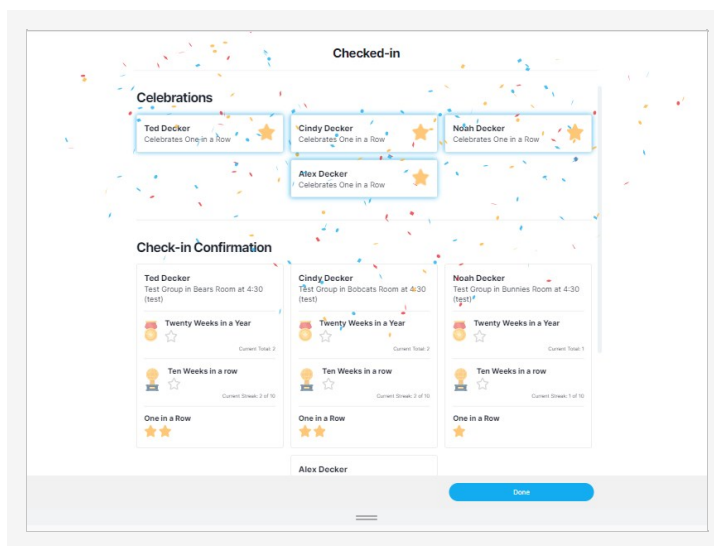 Checked-in
Celebrations
Ted Decker
Celebrates One in a Row
Cindy Decker
Celebrates One in a Row
Noah Decker
Celebrates One in a Row
Alex Decker
Celebrates One in a Row
Check-in Confirmation
Ted Decker
Test Group in Bears Room at 4:30
(test)
Twenty Weeks in a Year
Current Total: 2
Ten Weeks in a row
Current Streak: 2 of 10
One in a Row
Cindy Decker
Test Group in Bobcats Room at 4:30
(test)
Twenty Weeks in a Year
Current Total: 2
Ten Weeks in a row
Current Streak: 2 of 10
One in a Row
Noah Decker
Test Group in Bunnies Room at 4:30
(test)
Twenty Weeks in a Year
Current Total: 1
Ten Weeks in a row
Current Streak: 1 of 10
One in a Row
Alex Decker
Done